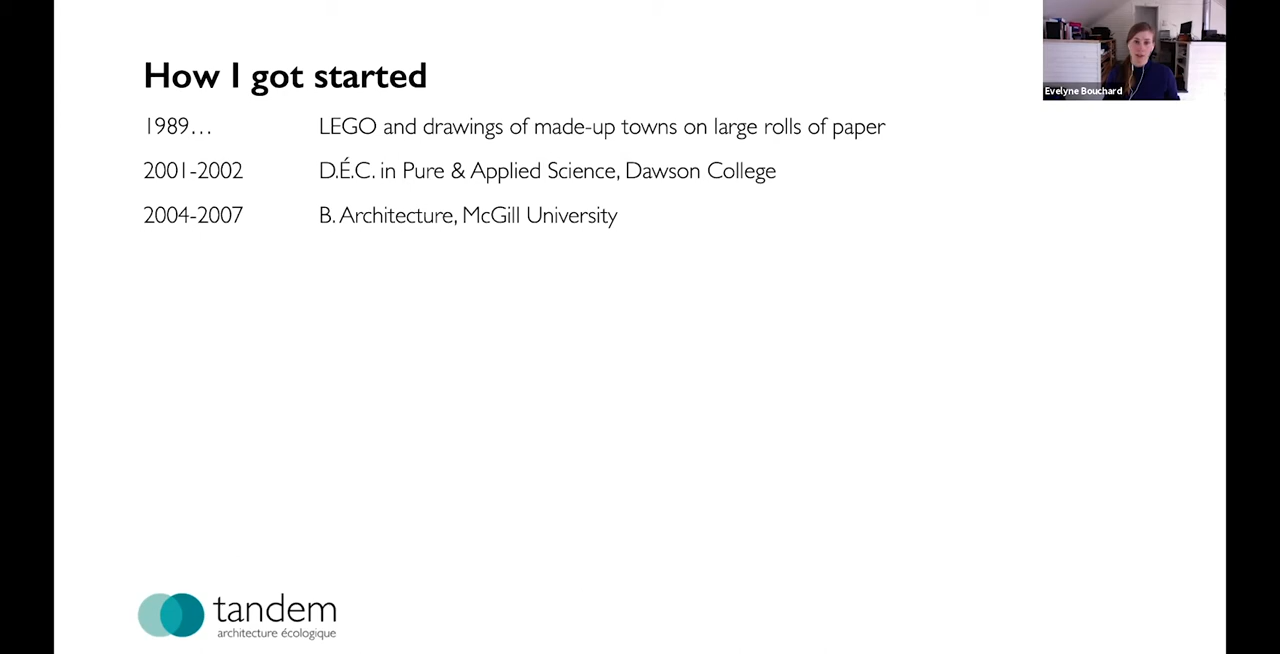 How I got started
1989... LEGO and drawings of made-up towns on large rolls of paper
2001-2002 D.É.C. in Pure & Applied Science, Dawson College
2004-2007 B. Architecture, McGill University
Evelyne Bouchard
tandem
architecture écologique